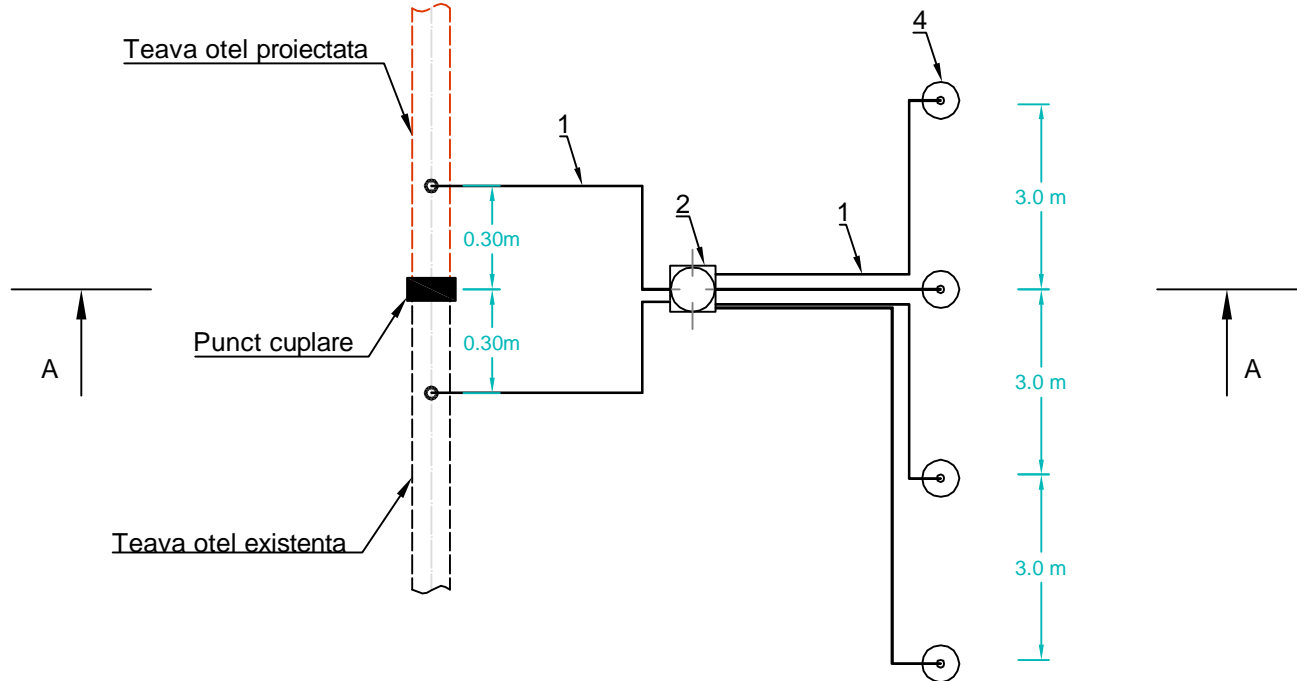 4
Teava otel proiectata
1
3.0 m
2
1
0.30m
Punct cuplare
0.30m
A
A
3.0 m
Teava otel existenta
3.0 m